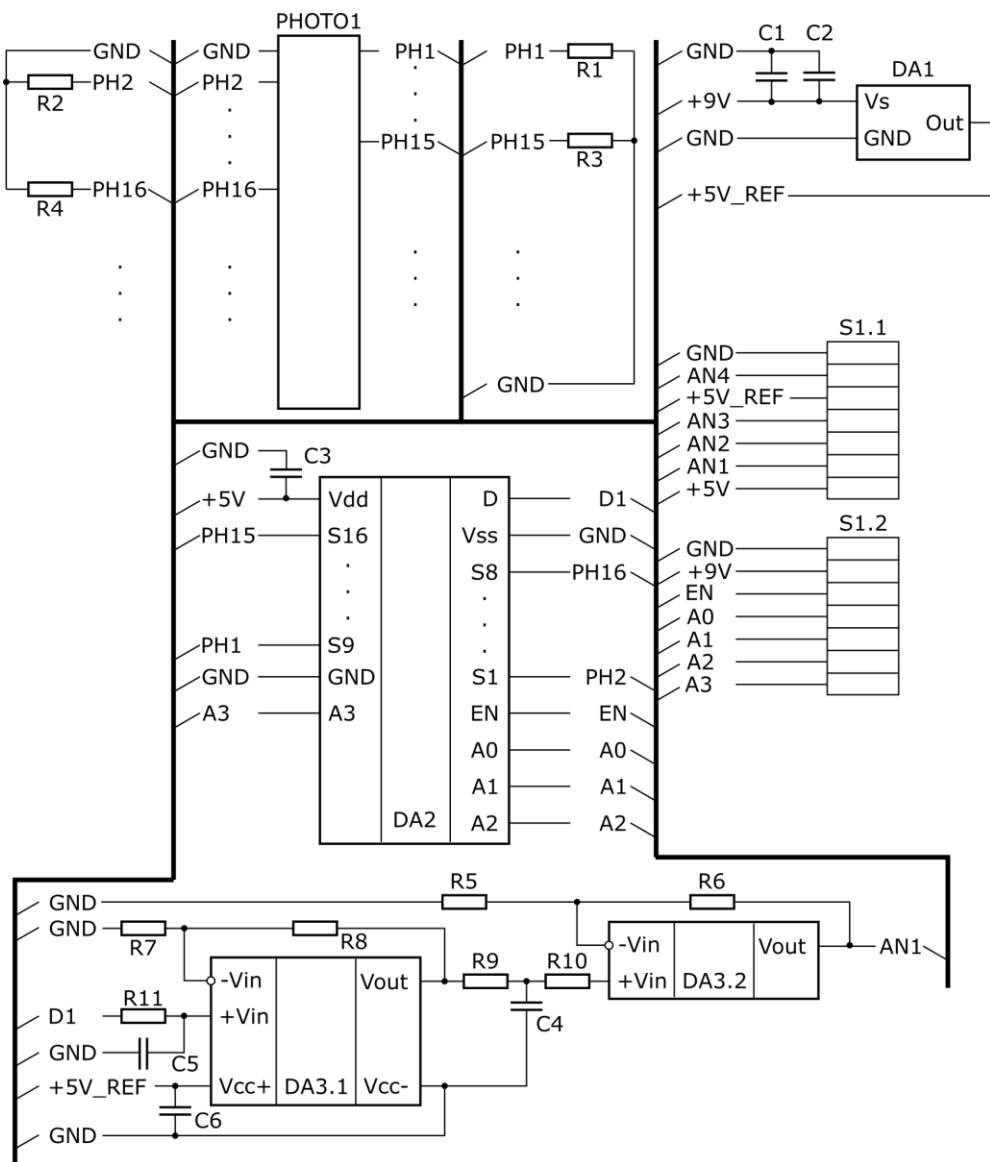 PHOTO1
GND GND PH1 PH1 R1 GND C1 C2
R2 PH2 PH2 DA1
+9V Vs
PH15 PH15 R3 GND GND Out
R4 PH16 PH16 +5V_REF
S1.1
GND
AN4
GND +5V_REF
AN3
AN2
AN1
+5V
GND C3
+5V Vdd D D1
PH15 S16 Vss GND
S8 PH16
PH1 S9
GND GND S1 PH2
A3 A3 EN EN
A0 A0
A1 A1
DA2 A2 A2
S1.2
GND
+9V
EN
A0
A1
A2
A3
GND R5 R6
GND R7 R8
-Vin Vout R9 R10 -Vin Vout AN1
+Vin DA3.2
D1 R11 +Vin C4
GND C5
+5V_REF Vcc+ DA3.1 Vcc-
C6
GND